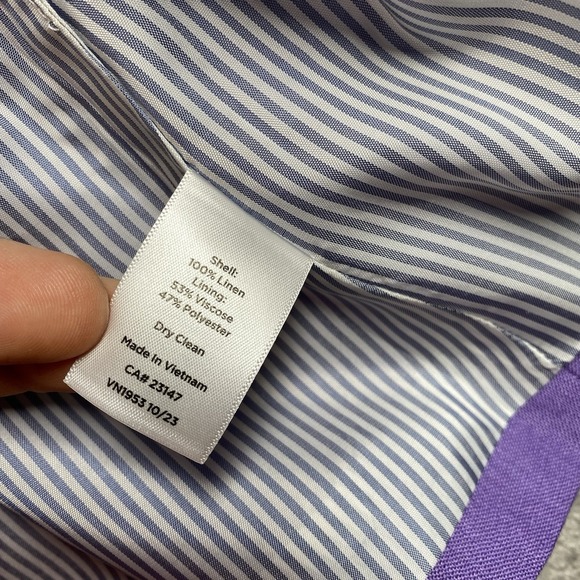 Shell:
100% Linen
Lining:
53% Viscose
47% Polyester
Dry Clean
Made in Vietnam
CA# 23147
VN1953 10/23